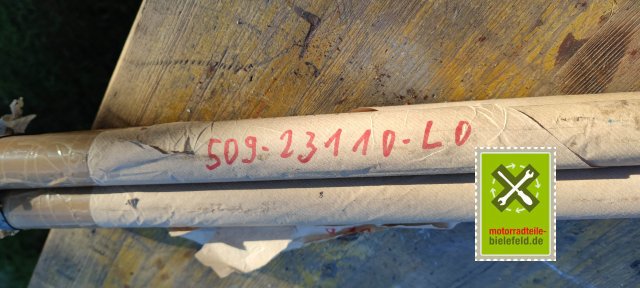 509-23110-L0
motorradteile-
bielefeld.de